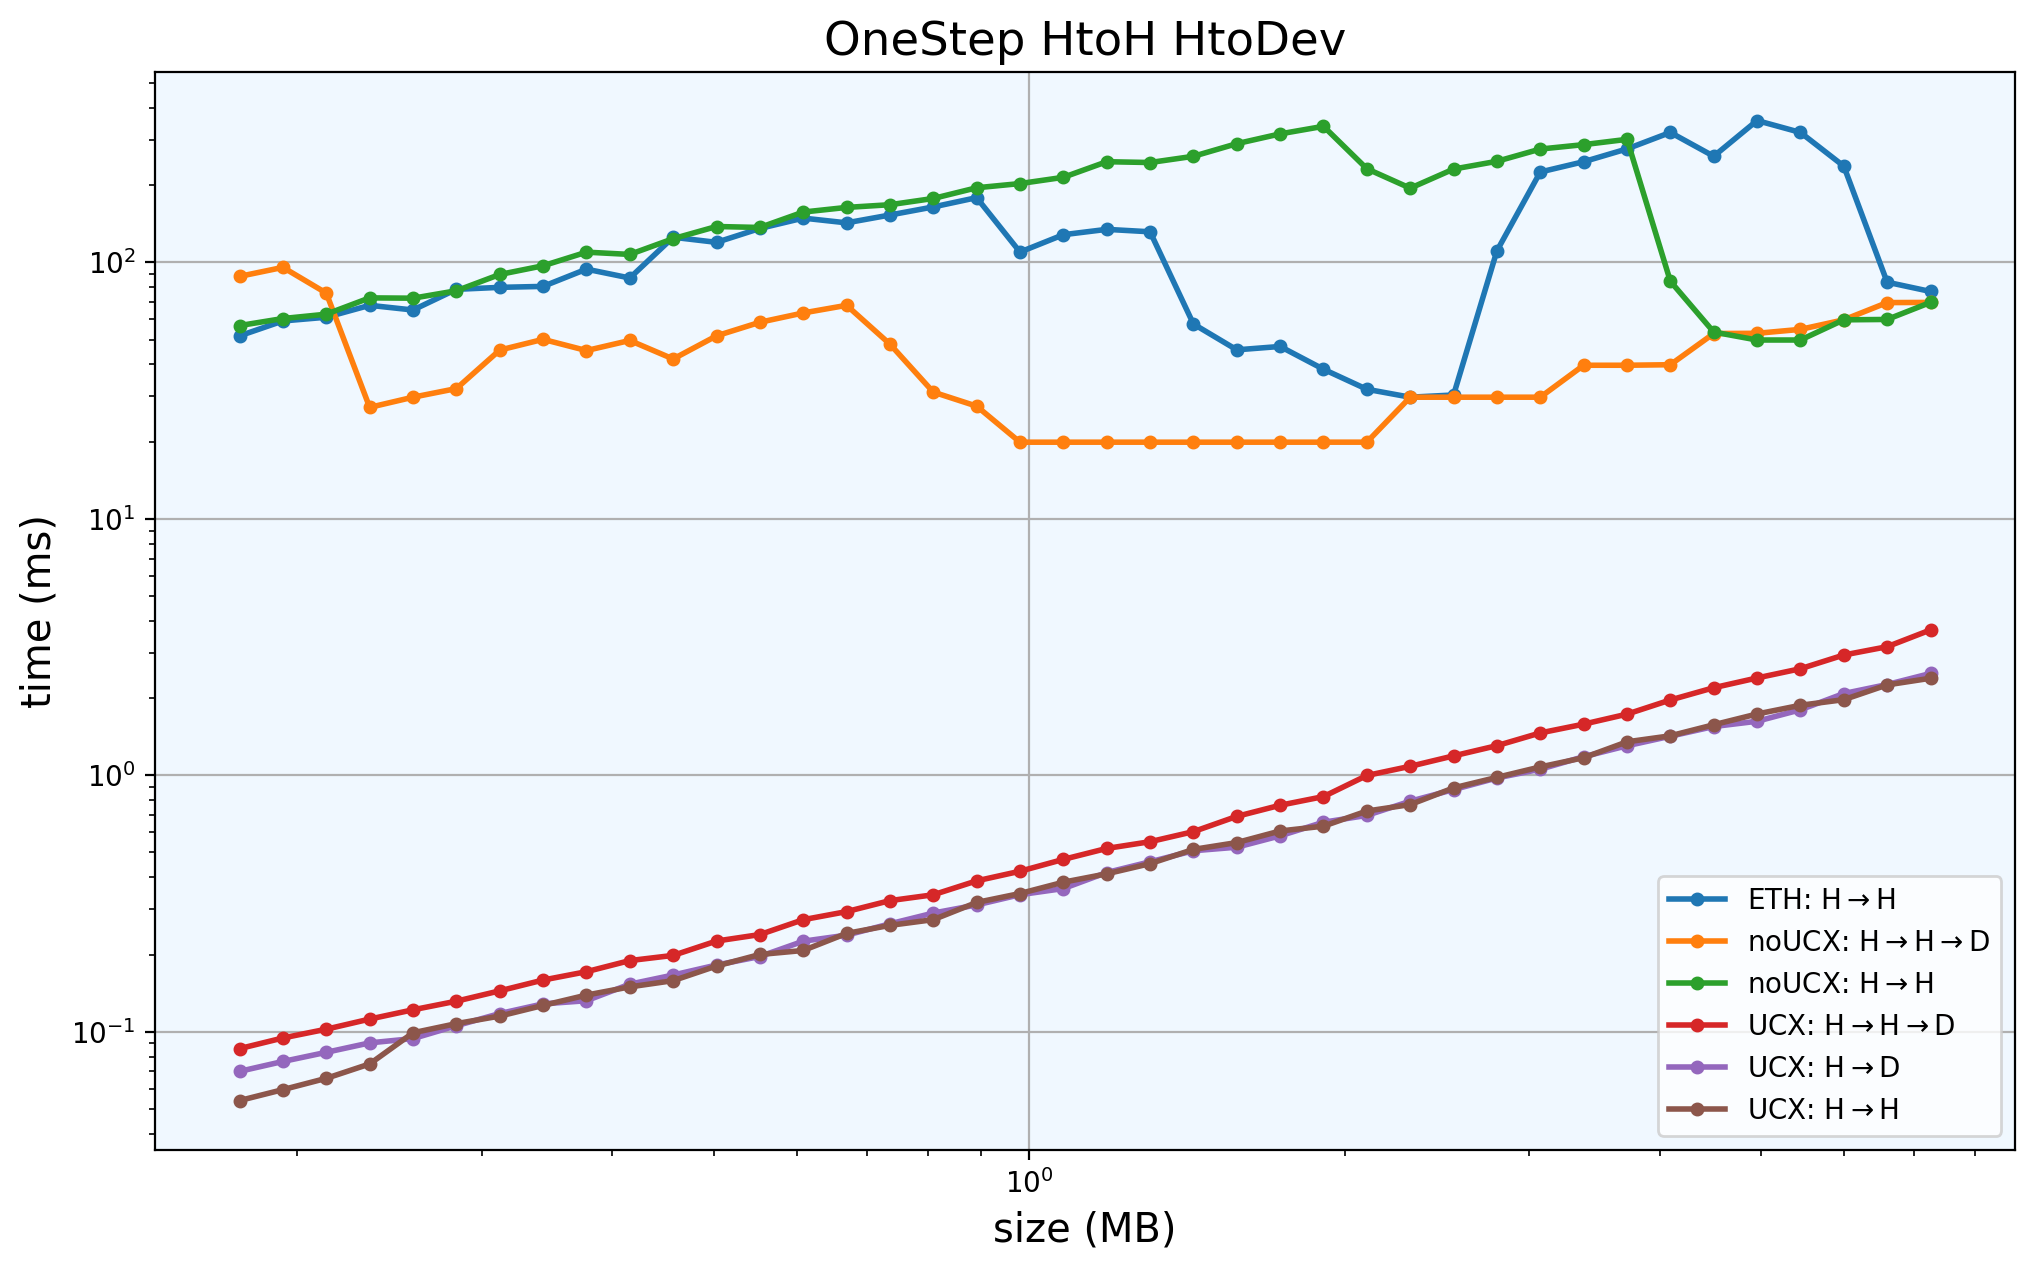 OneStep HtoH HtoDev
time (ms)
10²
10¹
10⁰
10⁻¹
10⁰
size (MB)
ETH: H→H
noUCX: H→H→D
noUCX: H→H
UCX: H→H→D
UCX: H→D
UCX: H→H